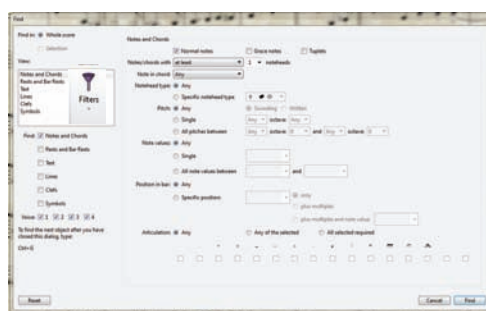 Find
Find in: Whole score
Selection
View:
Notes and Chords
Rests and Bar Rests
Text
Lines
Clefs
Symbols
Filters
Find: Notes and Chords
Rests and Bar Rests
Text
Lines
Clefs
Symbols
Voice 1 2 3 4
To find the next object after you have
closed this dialog, type:
Notes and Chords
Normal notes Grace notes Tuplets
Notes/chords with at least 1 noteheads
Note in chord: Any
Notehead type: Any
Specific notehead type
Pitch: Any Sounding Written
Single Any octave Any
All pitches between Any octave 0 and Any octave 0
Note values: Any
Single
All note values between and
Position in bar: Any
Specific position only
plus multiples
plus multiples and note value
Articulation: Any Any of the selected All selected required
Reset Cancel Find